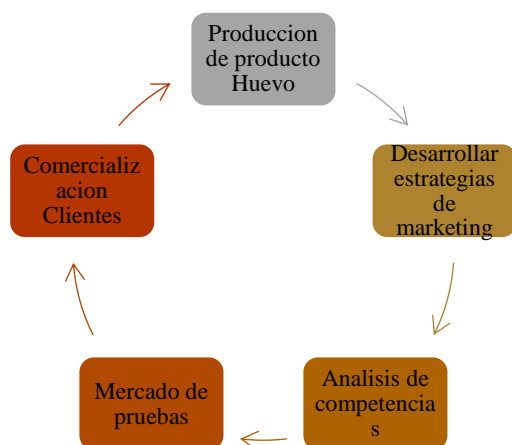 Produccion
de producto
Huevo
Desarrollar
estrategias
de
marketing
Analisis de
competencia
s
Mercado de
pruebas
Comercializ
acion
Clientes